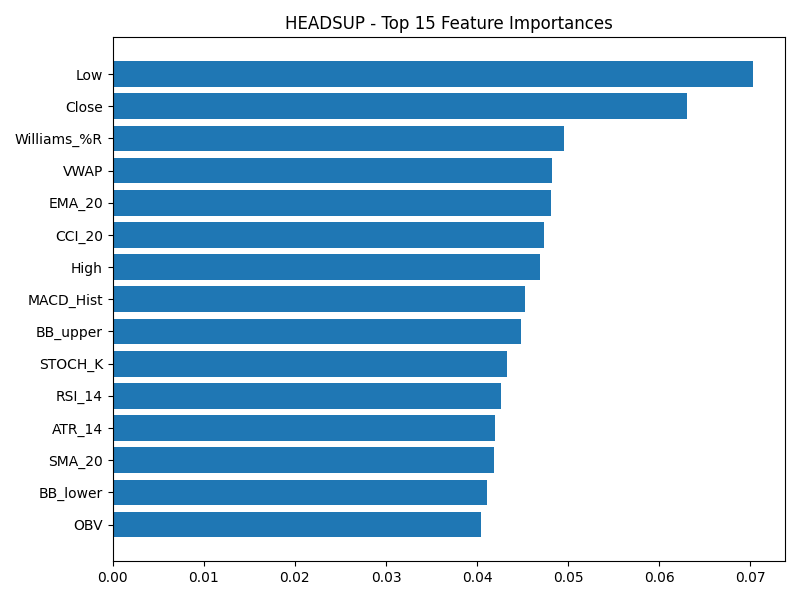 HEADSUP - Top 15 Feature Importances
Low
Close
Williams_%R
VWAP
EMA_20
CCI_20
High
MACD_Hist
BB_upper
STOCH_K
RSI_14
ATR_14
SMA_20
BB_lower
OBV
0.00 0.01 0.02 0.03 0.04 0.05 0.06 0.07